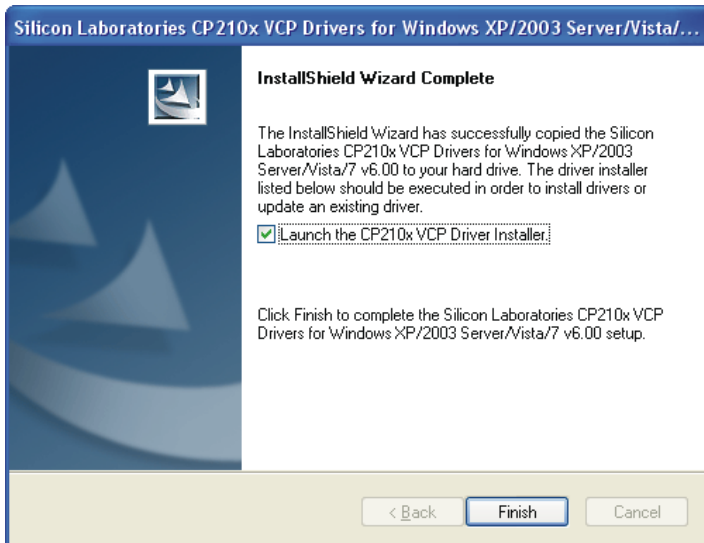 Silicon Laboratories CP210x VCP Drivers for Windows XP/2003 Server/Vista/...
InstallShield Wizard Complete
The InstallShield Wizard has successfully copied the Silicon
Laboratories CP210x VCP Drivers for Windows XP/2003
Server/Vista/7 v6.00 to your hard drive. The driver installer
listed below should be executed in order to install drivers or
update an existing driver.
Launch the CP210x VCP Driver Installer.
Click Finish to complete the Silicon Laboratories CP210x VCP
Drivers for Windows XP/2003 Server/Vista/7 v6.00 setup.
< Back Finish Cancel